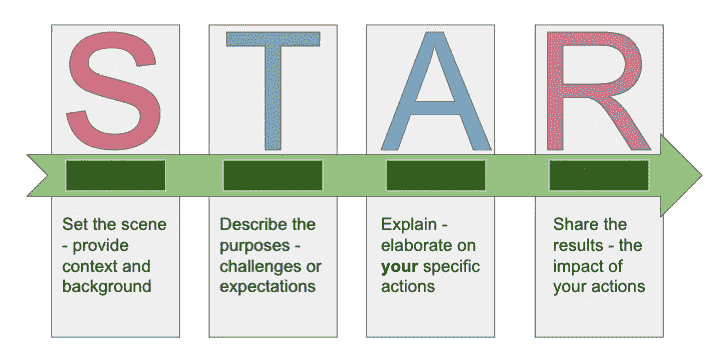 S
T
A
R
Set the scene
- provide
context and
background
Describe the
purposes -
challenges or
expectations
Explain -
elaborate on
your specific
actions
Share the
results - the
impact of
your actions